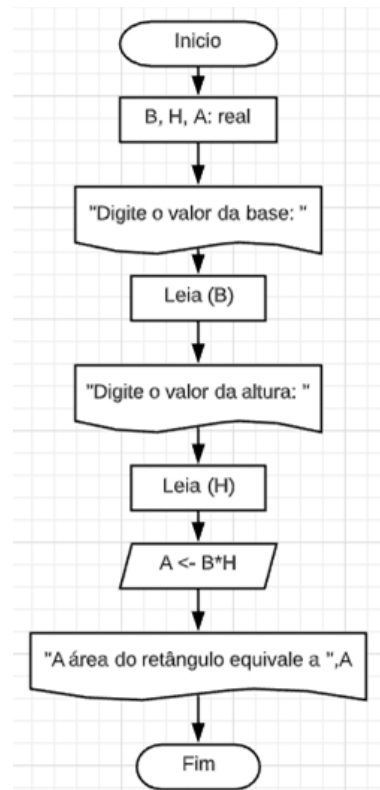 Inicio
B, H, A: real
"Digite o valor da base: "
Leia (B)
"Digite o valor da altura: "
Leia (H)
A <- B*H
"A área do retângulo equivale a ",A
Fim